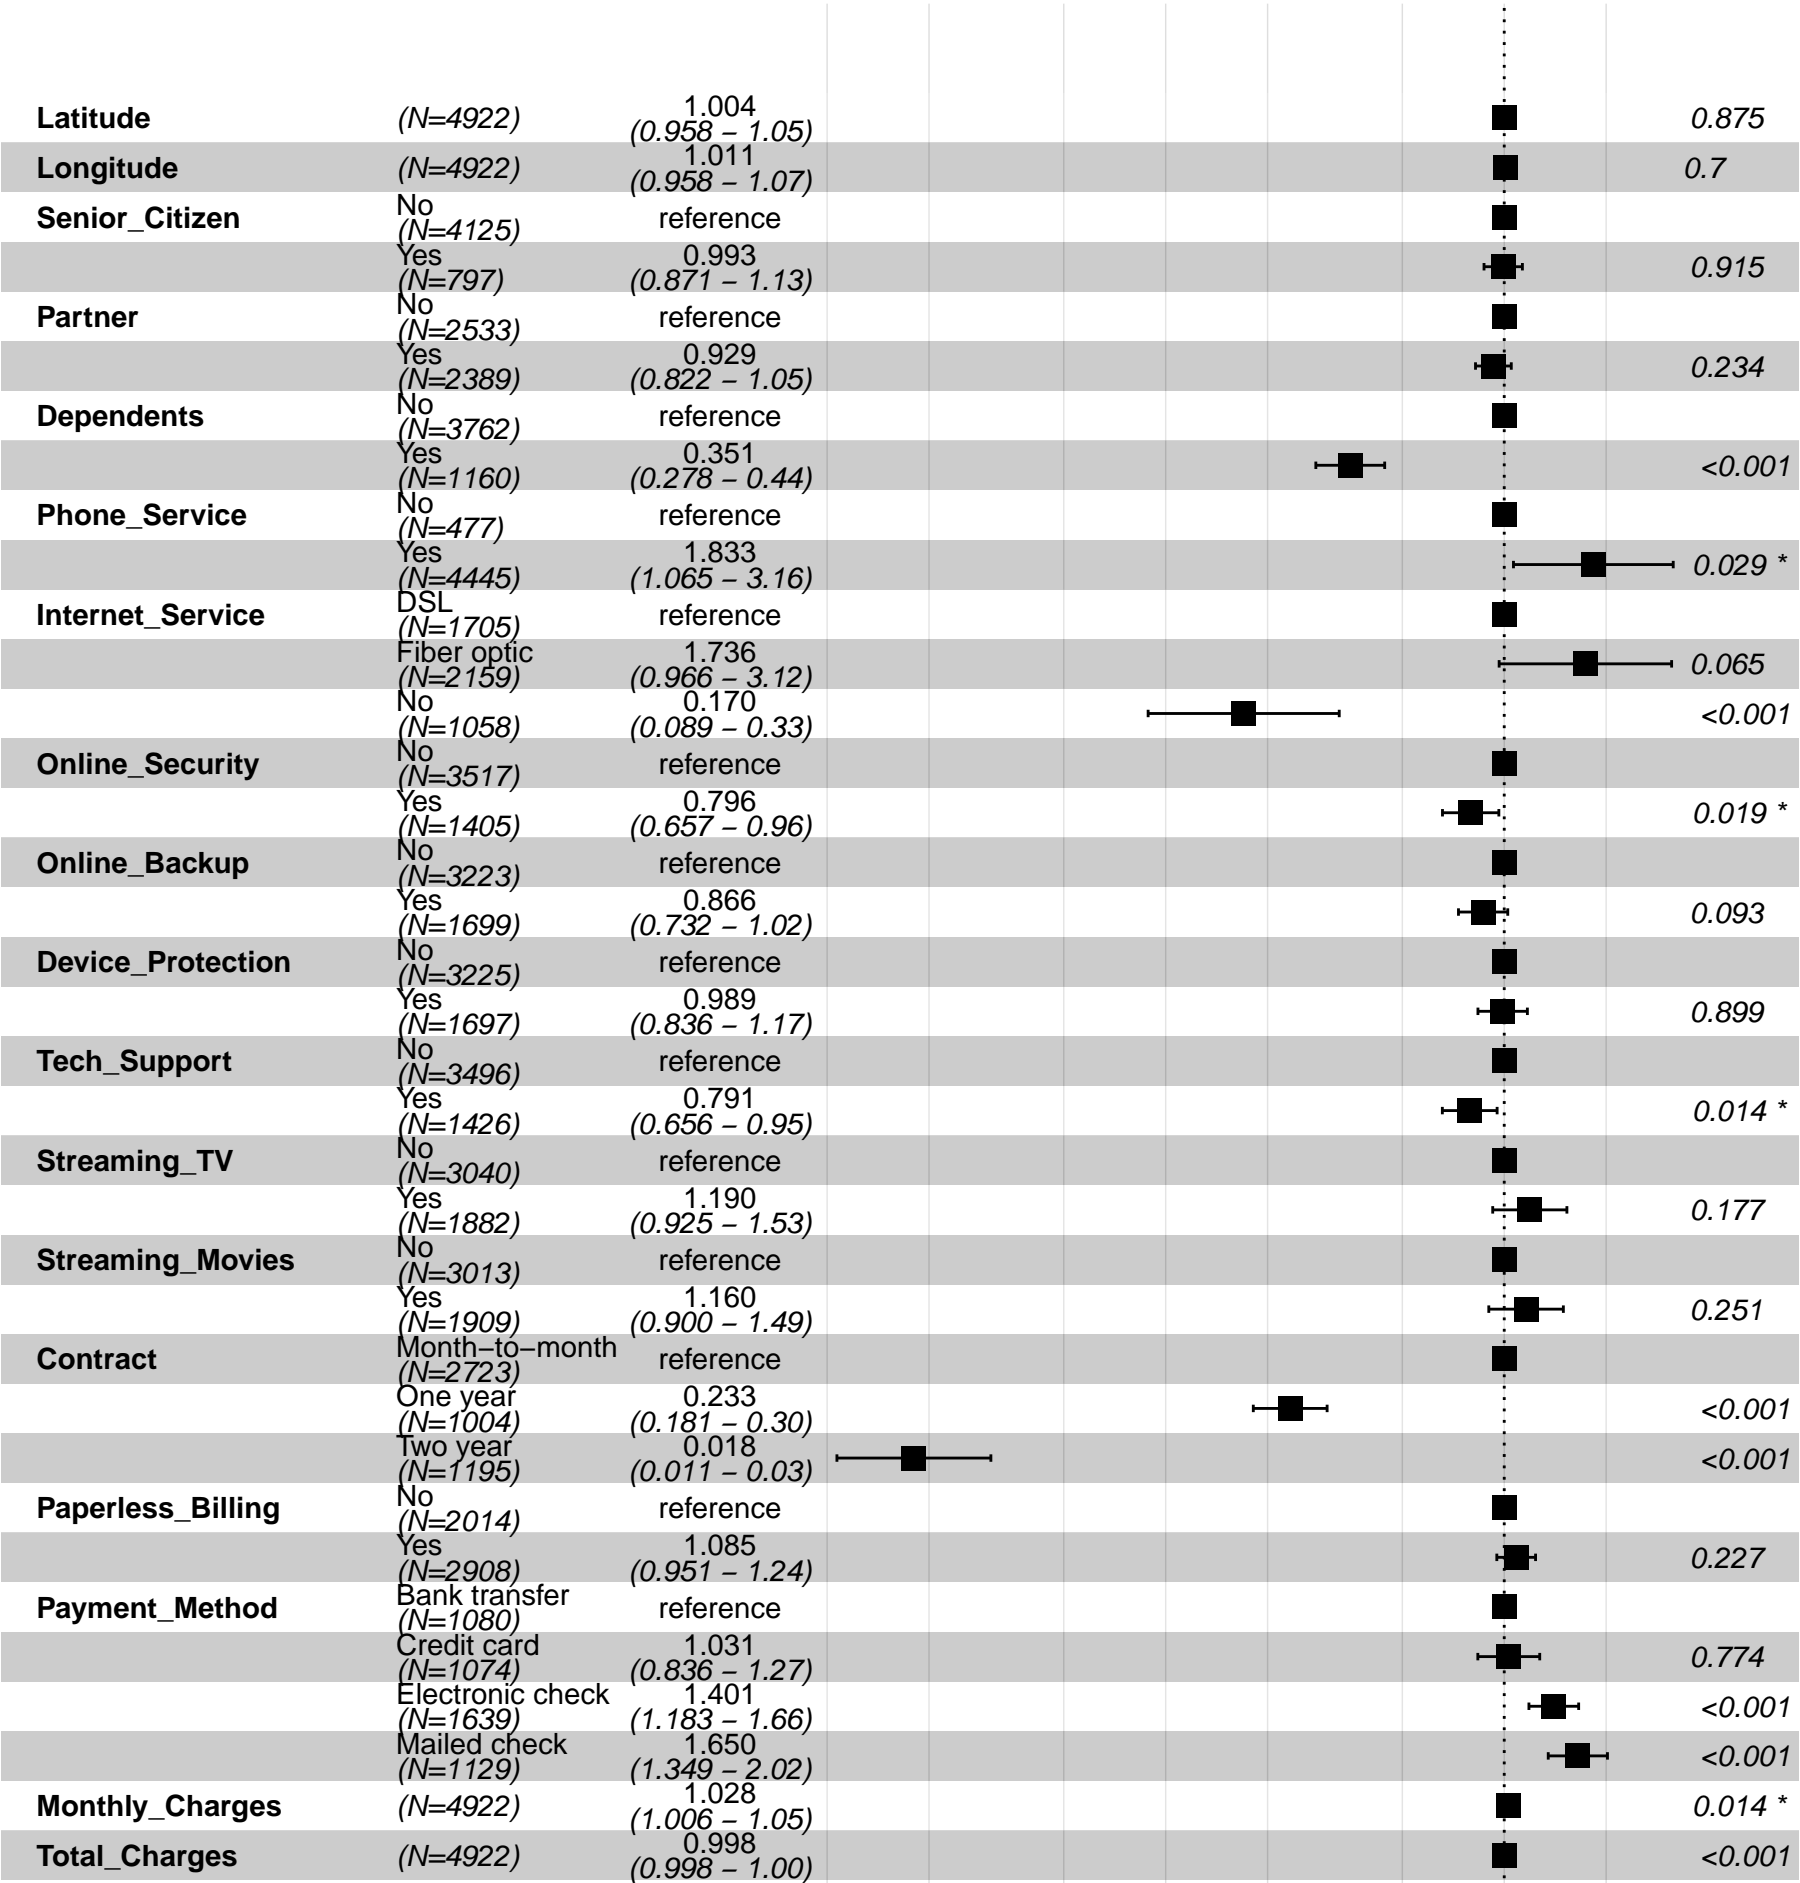 Latitude (N=4922) 1.004 0.875
(0.958 – 1.05)
Longitude (N=4922) 1.011 0.7
(0.958 – 1.07)
Senior_Citizen No reference
(N=4125)
Yes 0.993 0.915
(N=797) (0.871 – 1.13)
Partner No reference
(N=2533)
Yes 0.929 0.234
(N=2389) (0.822 – 1.05)
Dependents No reference
(N=3762)
Yes 0.351 <0.001
(N=1160) (0.278 – 0.44)
Phone_Service No reference
(N=477)
Yes 1.833 0.029 *
(N=4445) (1.065 – 3.16)
Internet_Service DSL reference
(N=1705)
Fiber optic 1.736 0.065
(N=2159) (0.966 – 3.12)
No 0.170 <0.001
(N=1058) (0.089 – 0.33)
Online_Security No reference
(N=3517)
Yes 0.796 0.019 *
(N=1405) (0.657 – 0.96)
Online_Backup No reference
(N=3223)
Yes 0.866 0.093
(N=1699) (0.732 – 1.02)
Device_Protection No reference
(N=3225)
Yes 0.989 0.899
(N=1697) (0.836 – 1.17)
Tech_Support No reference
(N=3496)
Yes 0.791 0.014 *
(N=1426) (0.656 – 0.95)
Streaming_TV No reference
(N=3040)
Yes 1.190 0.177
(N=1882) (0.925 – 1.53)
Streaming_Movies No reference
(N=3013)
Yes 1.160 0.251
(N=1909) (0.900 – 1.49)
Contract Month–to–month reference
(N=2723)
One year 0.233 <0.001
(N=1004) (0.181 – 0.30)
Two year 0.018 <0.001
(N=1195) (0.011 – 0.03)
Paperless_Billing No reference
(N=2014)
Yes 1.085 0.227
(N=2908) (0.951 – 1.24)
Payment_Method Bank transfer reference
(N=1080)
Credit card 1.031 0.774
(N=1074) (0.836 – 1.27)
Electronic check 1.401 <0.001
(N=1639) (1.183 – 1.66)
Mailed check 1.650 <0.001
(N=1129) (1.349 – 2.02)
Monthly_Charges (N=4922) 1.028 0.014 *
(1.006 – 1.05)
Total_Charges (N=4922) 0.998 <0.001
(0.998 – 1.00)